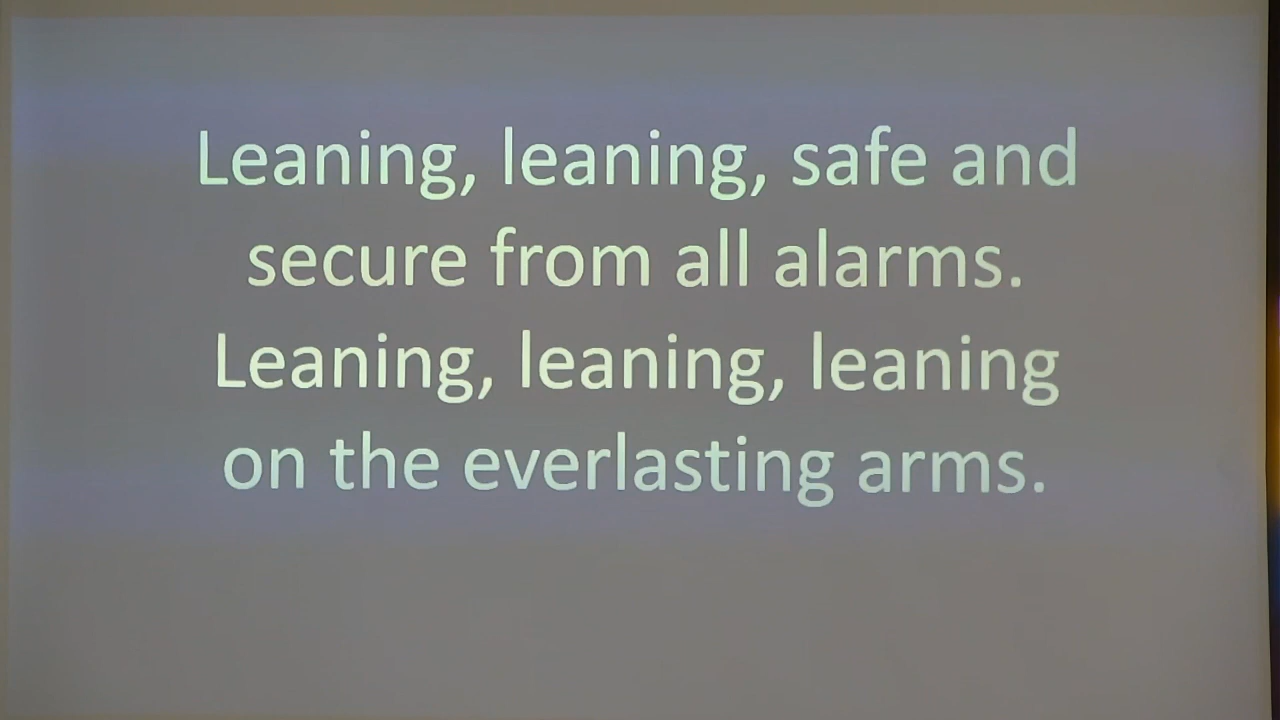 Leaning, leaning, safe and
secure from all alarms.
Leaning, leaning, leaning
on the everlasting arms.